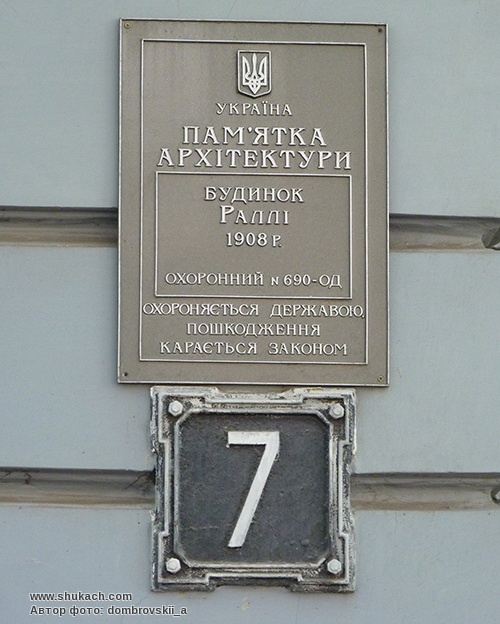 УКРАЇНА
ПАМ'ЯТКА
АРХІТЕКТУРИ
БУДИНОК
РАЛЛІ
1908 Р.
ОХОРОННИЙ N 690-ОД
ОХОРОНЯЄТЬСЯ ДЕРЖАВОЮ,
ПОШКОДЖЕННЯ
КАРАЄТЬСЯ ЗАКОНОМ
7
www.shukach.com
Автор фото: dombrovskii_a